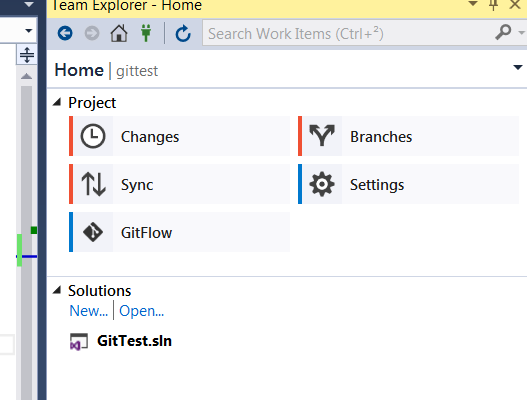 Team Explorer - Home
Search Work Items (Ctrl+²)
Home | gittest
Project
Changes
Branches
Sync
Settings
GitFlow
Solutions
New... | Open...
GitTest.sln